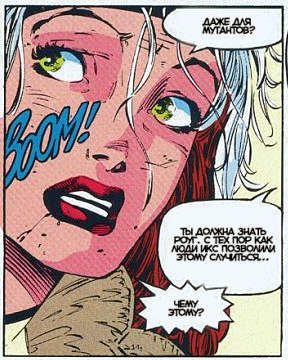 ДАЖЕ ДЛЯ
МУТАНТОВ?
BOOM!
ТЫ ДОЛЖНА ЗНАТЬ
РОУГ. С ТЕХ ПОР КАК
ЛЮДИ ИКС ПОЗВОЛИЛИ
ЭТОМУ СЛУЧИТЬСЯ...
ЧЕМУ
ЭТОМУ?